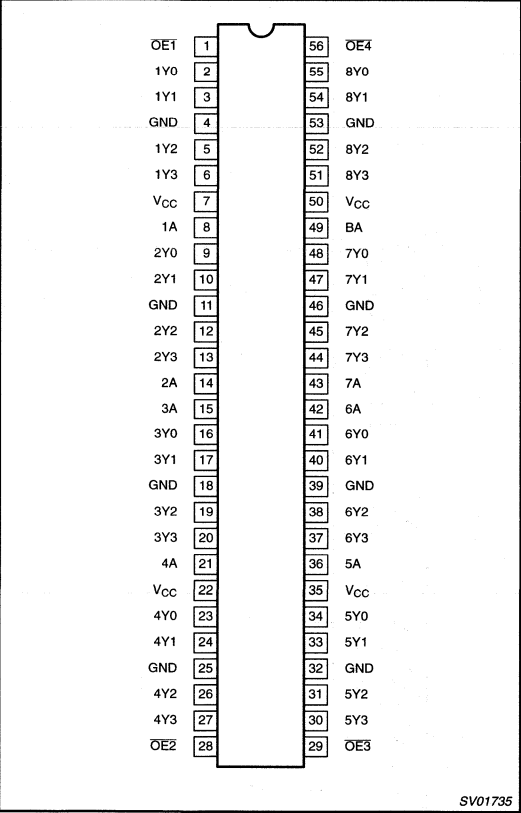 O̅E̅1̅ 1 56 O̅E̅4̅
1Y0 2 55 8Y0
1Y1 3 54 8Y1
GND 4 53 GND
1Y2 5 52 8Y2
1Y3 6 51 8Y3
VCC 7 50 VCC
1A 8 49 BA
2Y0 9 48 7Y0
2Y1 10 47 7Y1
GND 11 46 GND
2Y2 12 45 7Y2
2Y3 13 44 7Y3
2A 14 43 7A
3A 15 42 6A
3Y0 16 41 6Y0
3Y1 17 40 6Y1
GND 18 39 GND
3Y2 19 38 6Y2
3Y3 20 37 6Y3
4A 21 36 5A
VCC 22 35 VCC
4Y0 23 34 5Y0
4Y1 24 33 5Y1
GND 25 32 GND
4Y2 26 31 5Y2
4Y3 27 30 5Y3
O̅E̅2̅ 28 29 O̅E̅3̅
SV01735